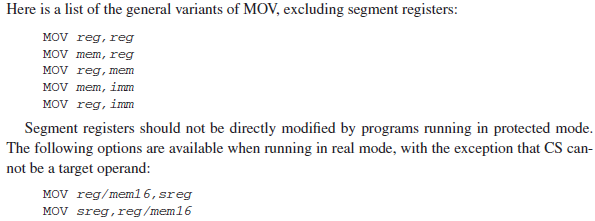 Here is a list of the general variants of MOV, excluding segment registers:
MOV reg,reg
MOV mem,reg
MOV reg,mem
MOV mem,imm
MOV reg,imm
Segment registers should not be directly modified by programs running in protected mode.
The following options are available when running in real mode, with the exception that CS can-
not be a target operand:
MOV reg/mem16,sreg
MOV sreg,reg/mem16